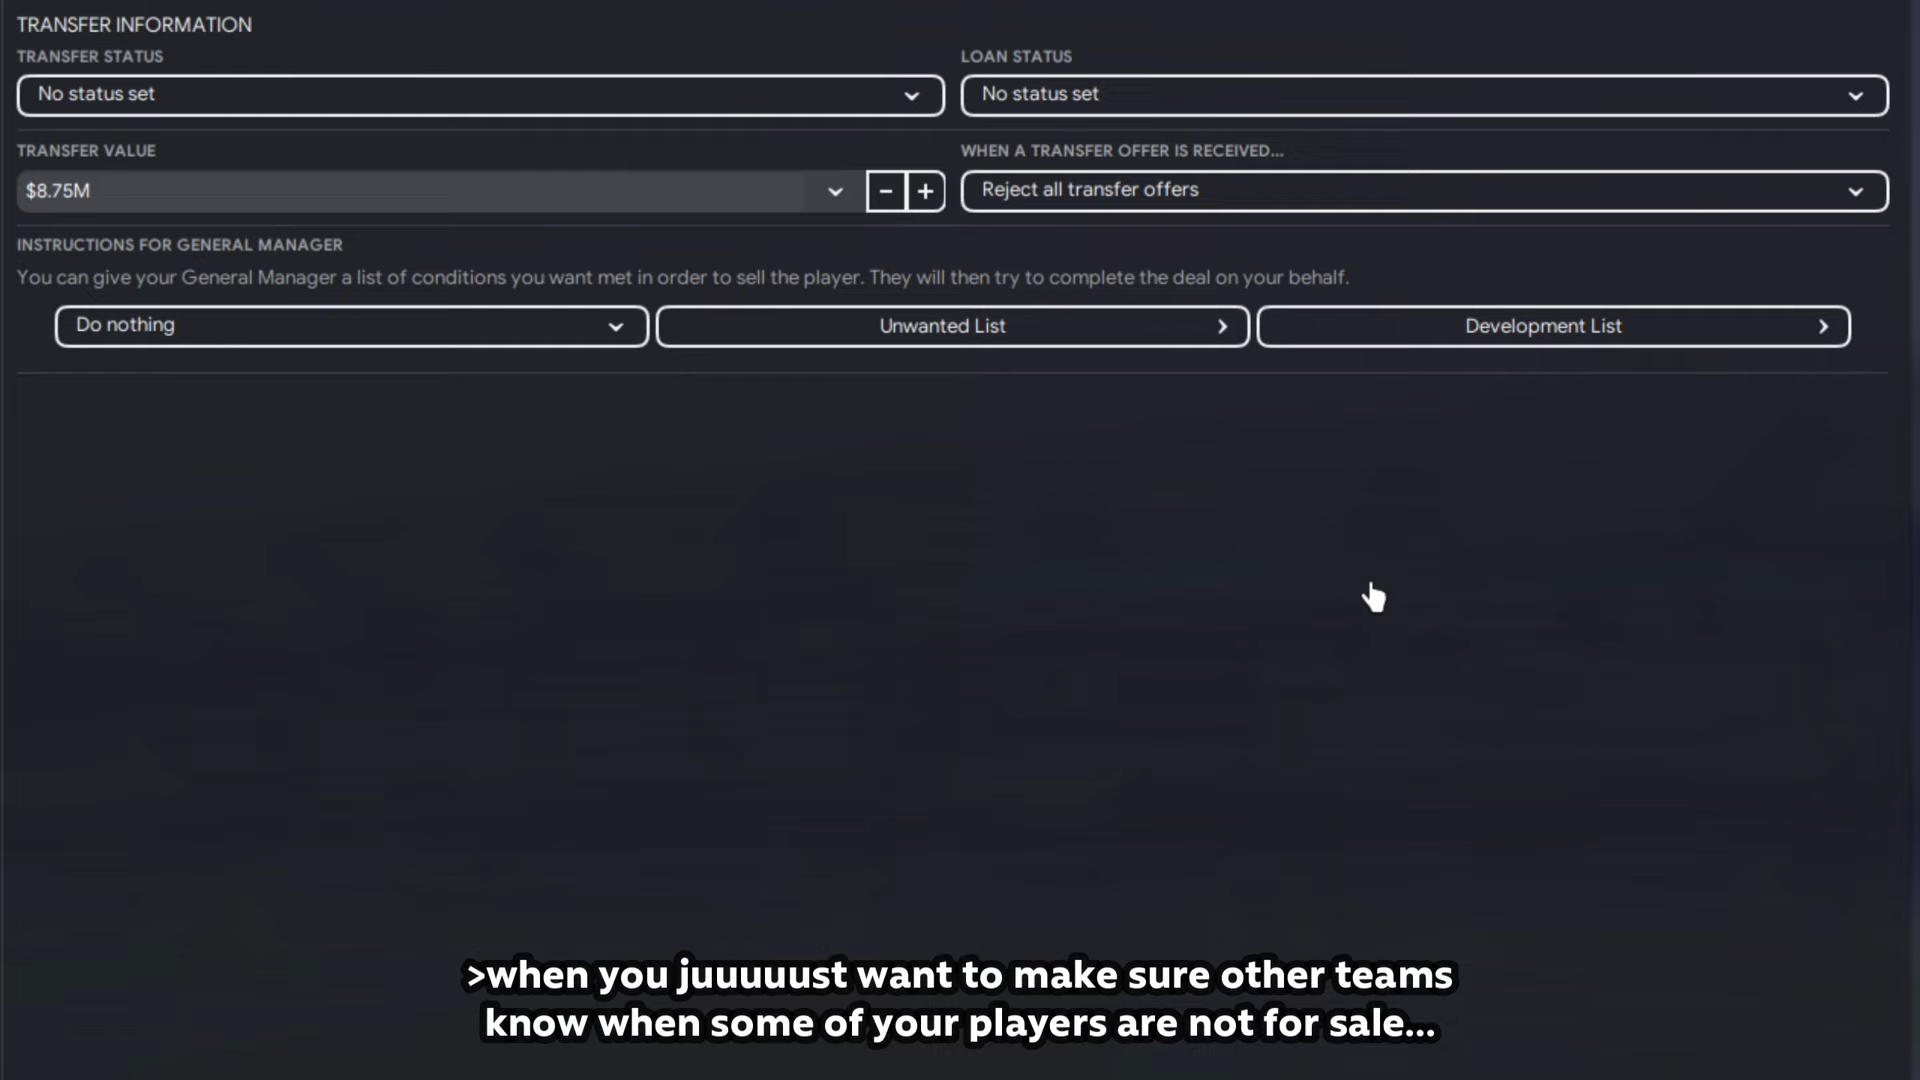 TRANSFER INFORMATION
TRANSFER STATUS
No status set
LOAN STATUS
No status set
TRANSFER VALUE
$8.75M
- +
WHEN A TRANSFER OFFER IS RECEIVED...
Reject all transfer offers
INSTRUCTIONS FOR GENERAL MANAGER
You can give your General Manager a list of conditions you want met in order to sell the player. They will then try to complete the deal on your behalf.
Do nothing
Unwanted List
Development List
>when you juuuuust want to make sure other teams
know when some of your players are not for sale...